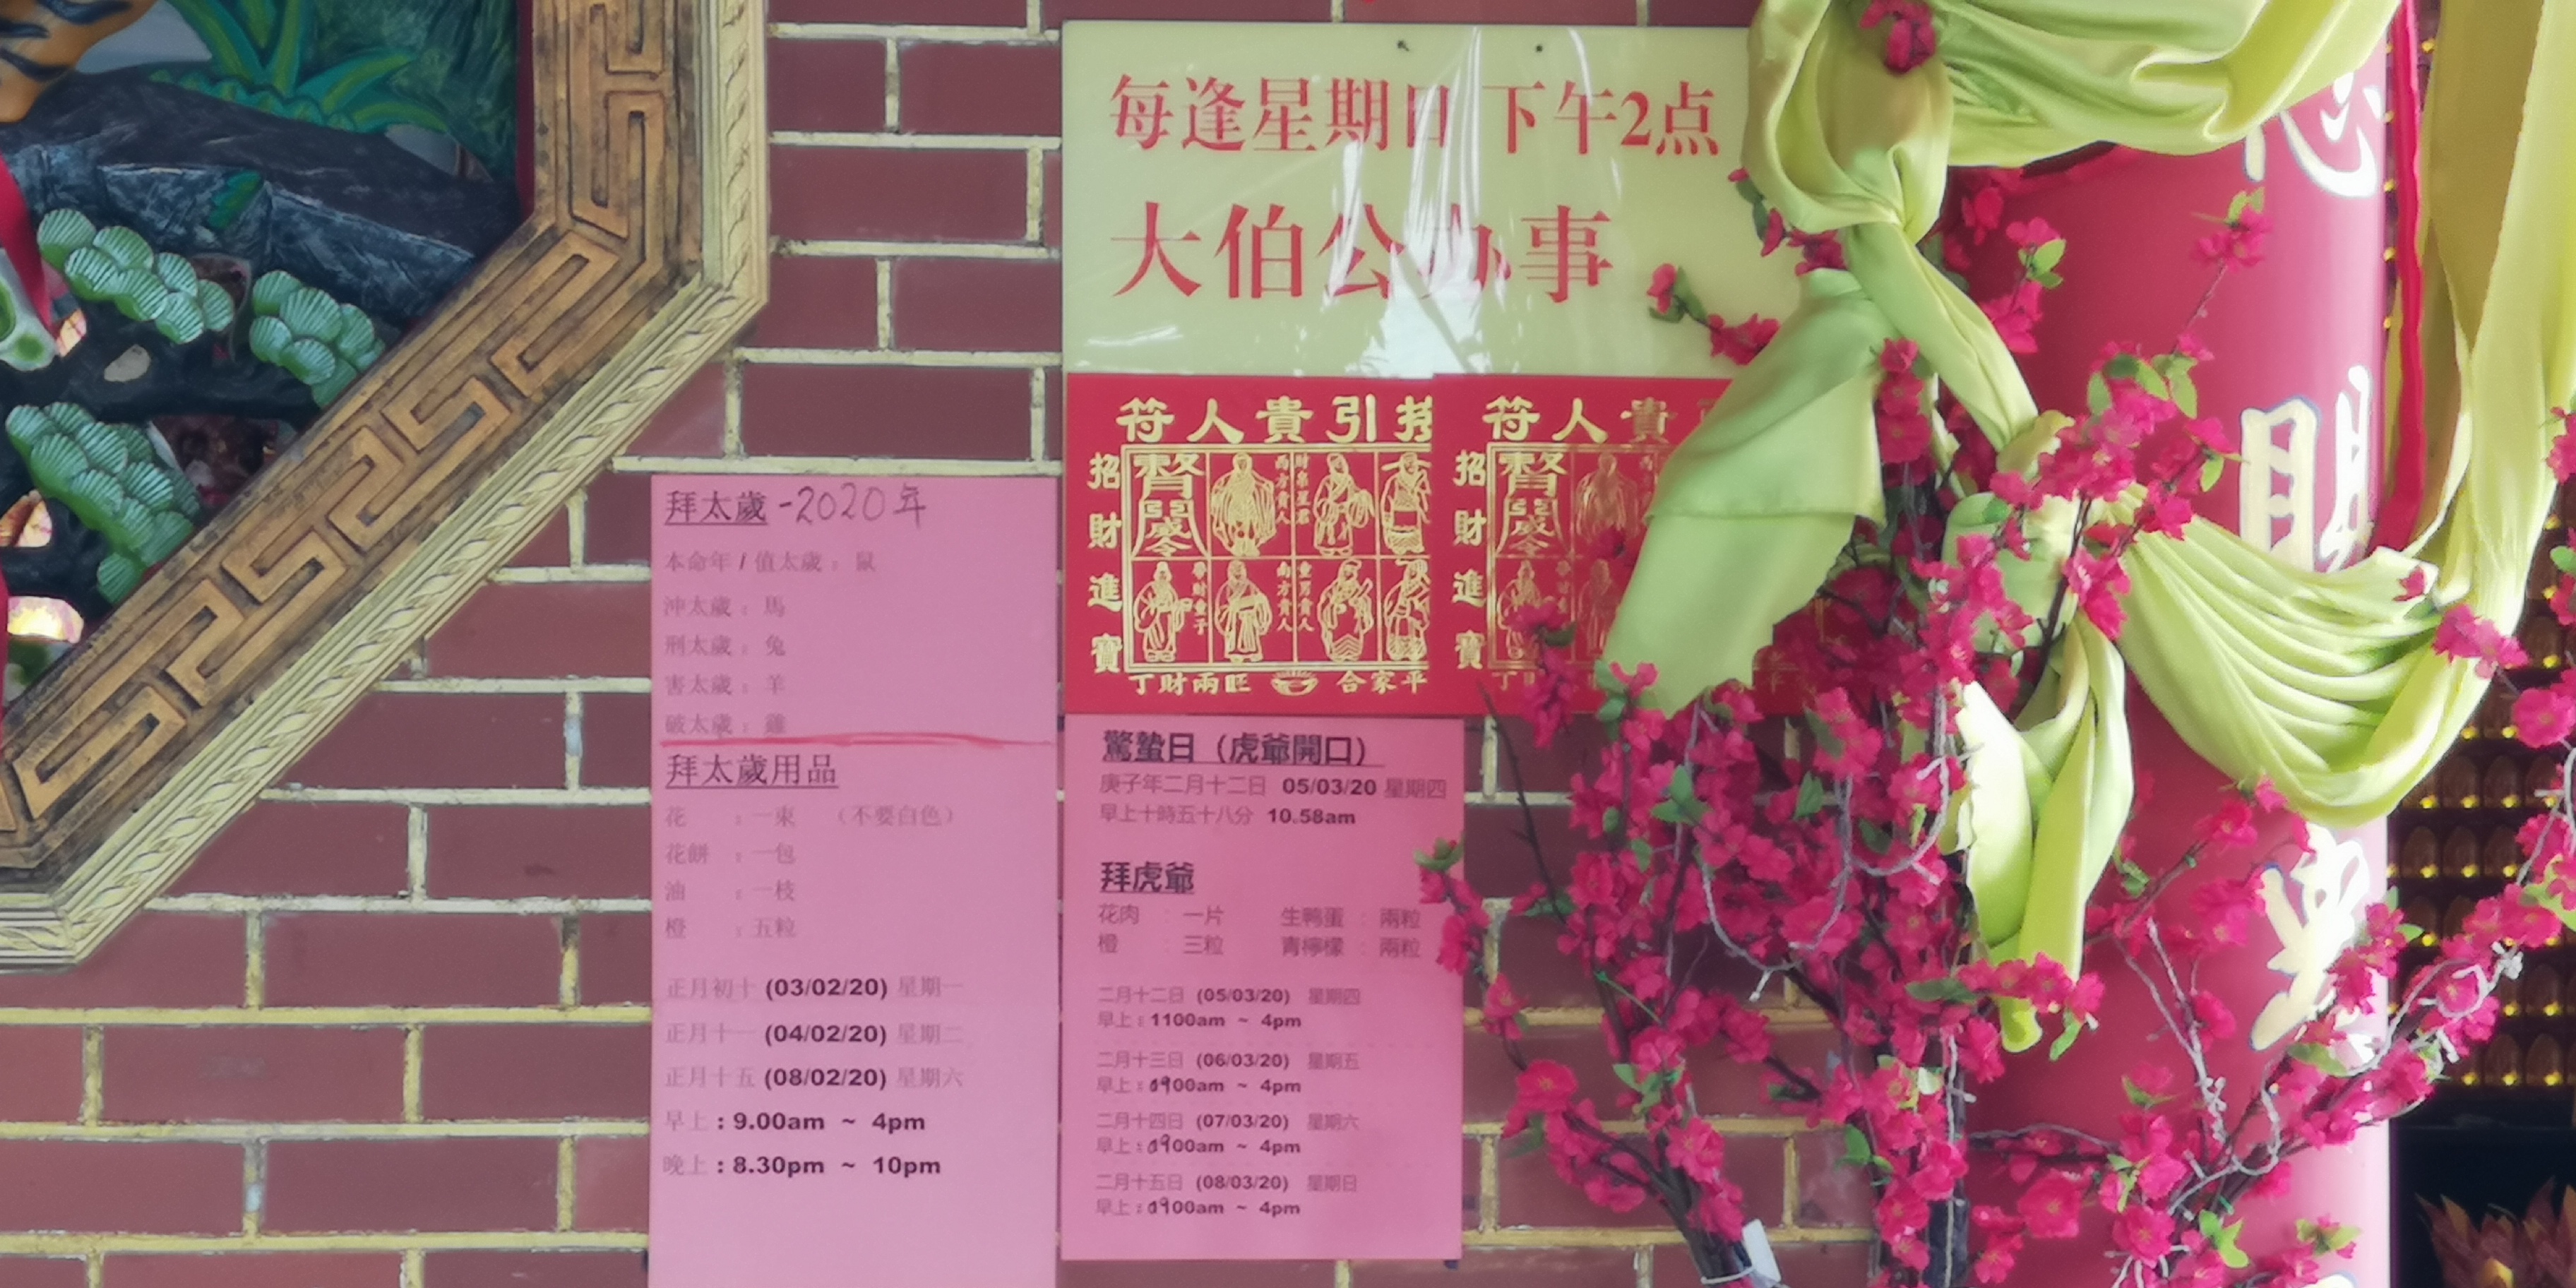 每逢星期日 下午2点
大伯公办事
符人貴引接
招財進寶
丁財兩旺 合家平
符人貴
招財進寶
拜太歲 -2020年
本命年 / 值太歲 : 鼠
沖太歲 : 馬
刑太歲 : 兔
害太歲 : 羊
破太歲 : 雞
拜太歲用品
花 : 一束 （不要白色）
花餅 : 一包
油 : 一枝
橙 : 五粒
正月初十 (03/02/20) 星期一
正月十一 (04/02/20) 星期二
正月十五 (08/02/20) 星期六
早上 : 9.00am ~ 4pm
晚上 : 8.30pm ~ 10pm
驚蟄日（虎爺開口）
庚子年二月十二日 05/03/20 星期四
早上十時五十八分 10.58am
拜虎爺
花肉 : 一片 生鴨蛋 : 兩粒
橙 : 三粒 青檸檬 : 兩粒
二月十二日 (05/03/20) 星期四
早上 : 1100am ~ 4pm
二月十三日 (06/03/20) 星期五
早上 : 0900am ~ 4pm
二月十四日 (07/03/20) 星期六
早上 : 0900am ~ 4pm
二月十五日 (08/03/20) 星期日
早上 : 0900am ~ 4pm